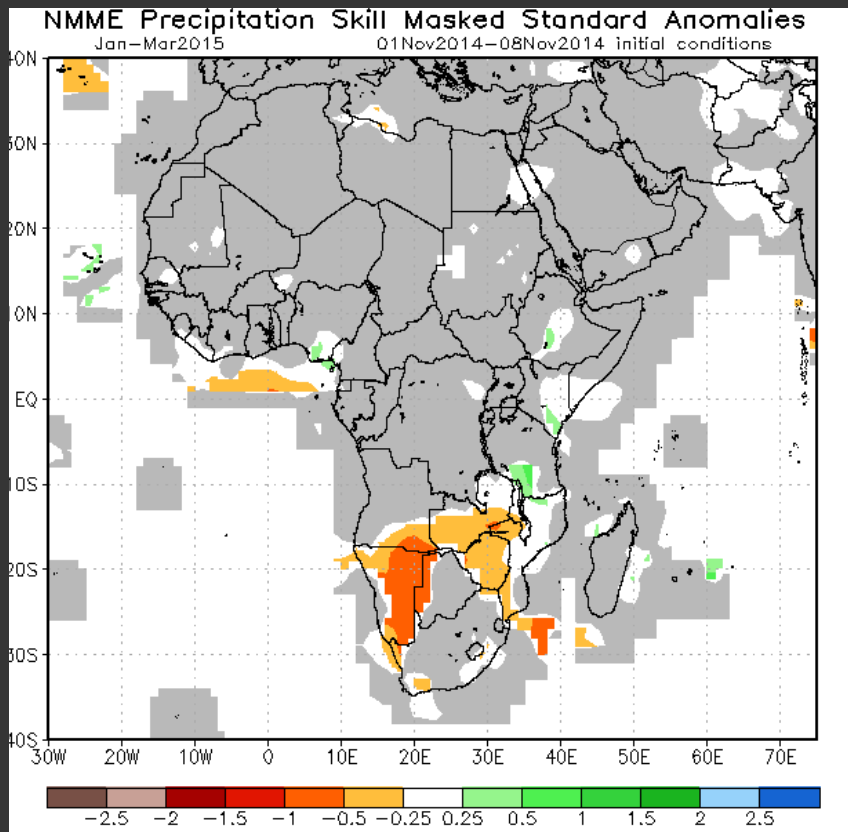 NMME Precipitation Skill Masked Standard Anomalies
Jan-Mar2015 01Nov2014-08Nov2014 initial conditions
40N
30N
20N
10N
EQ
10S
20S
30S
40S
30W 20W 10W 0 10E 20E 30E 40E 50E 60E 70E
-2.5 -2 -1.5 -1 -0.5 -0.25 0.25 0.5 1 1.5 2 2.5